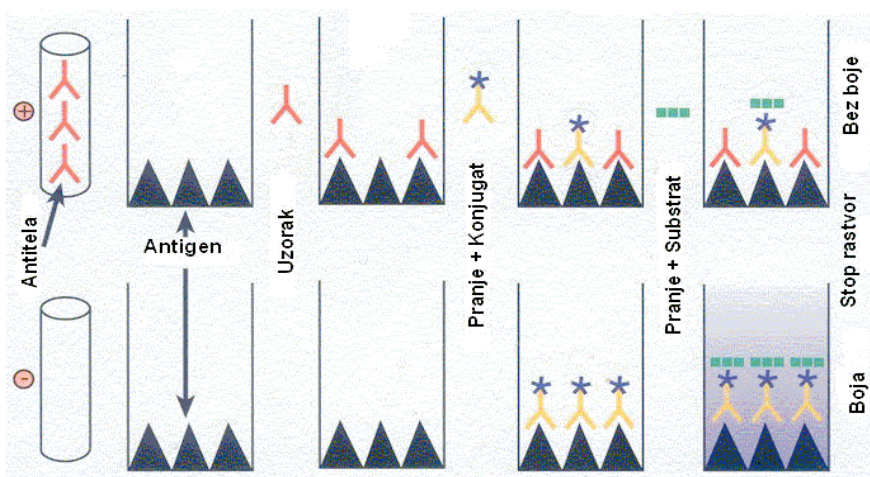 +
Antitela
Antigen
Uzorak
Pranje + Konjugat
Pranje + Substrat
Bez boje
Stop rastvor
-
Boja